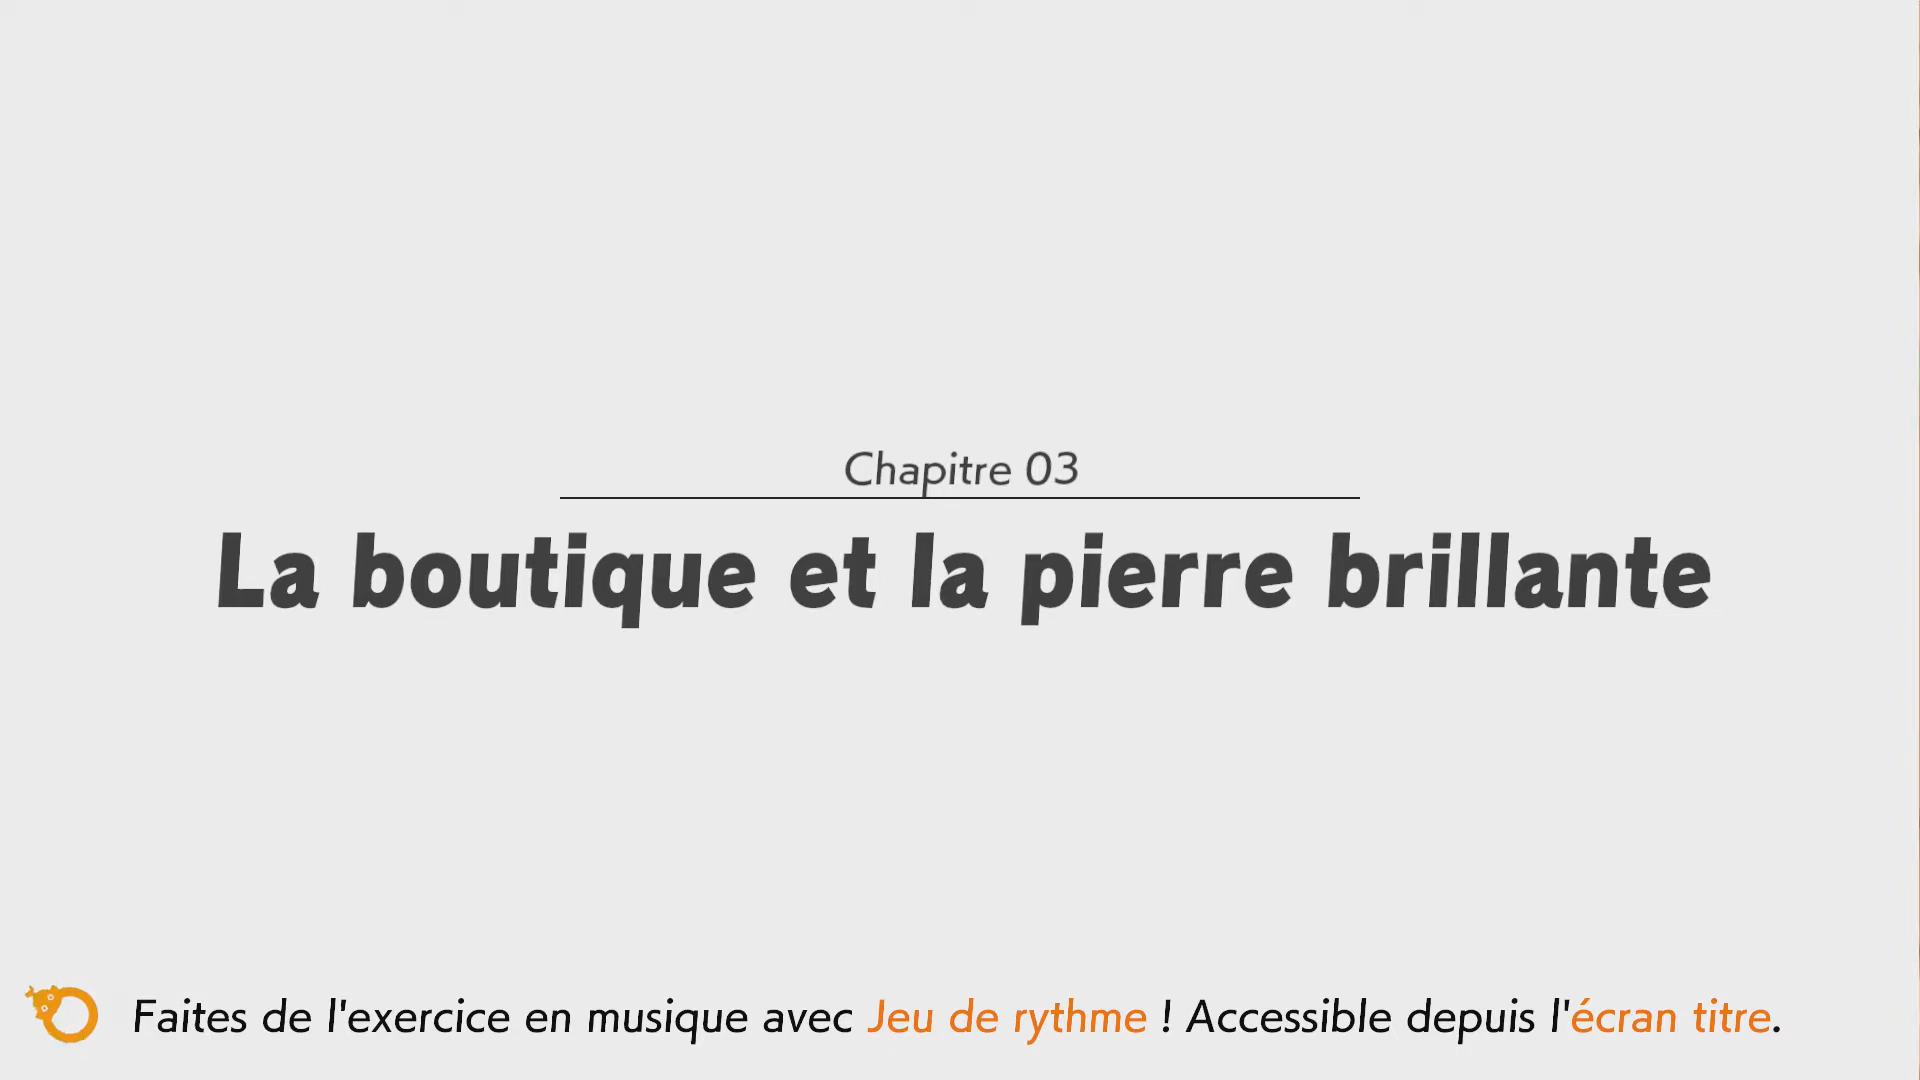 Chapitre 03
La boutique et la pierre brillante
Faites de l'exercice en musique avec Jeu de rythme ! Accessible depuis l'écran titre.